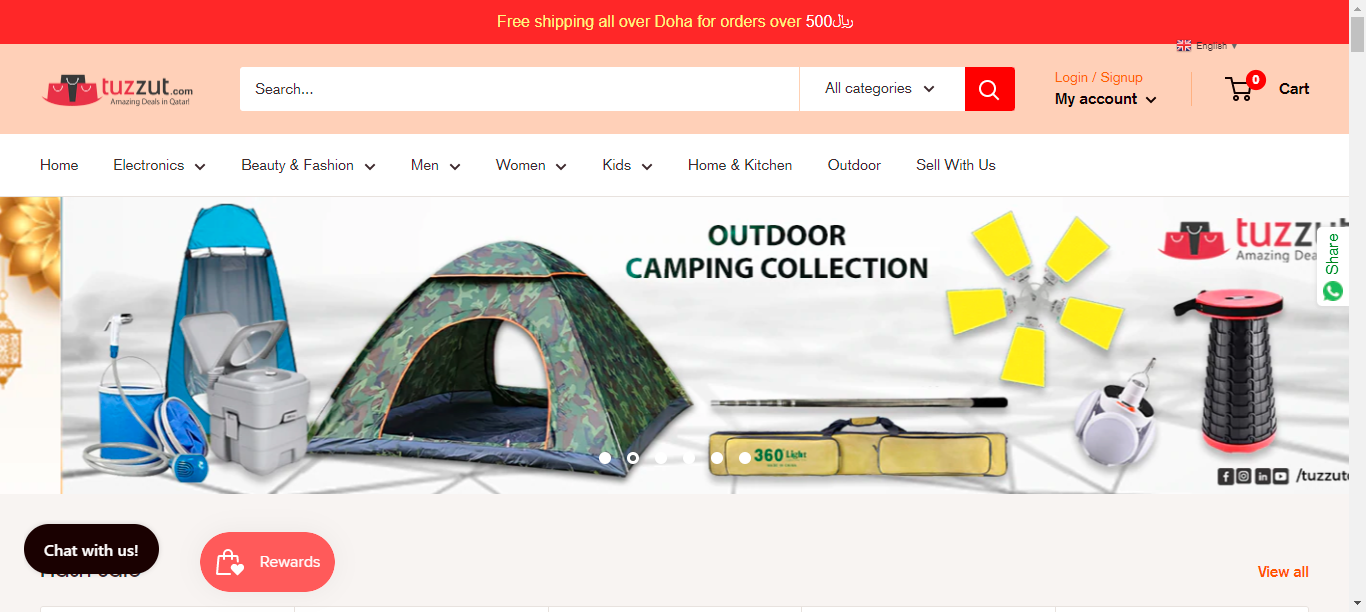 Free shipping all over Doha for orders over 500﷼
English ▼
tuzzut.com
Amazing Deals in Qatar!
Search...
All categories
Login / Signup
My account
0
Cart
Home
Electronics
Beauty & Fashion
Men
Women
Kids
Home & Kitchen
Outdoor
Sell With Us
OUTDOOR
CAMPING COLLECTION
tuzzu
Amazing Dea
Share
360 Light
/tuzzut
Chat with us!
Rewards
View all